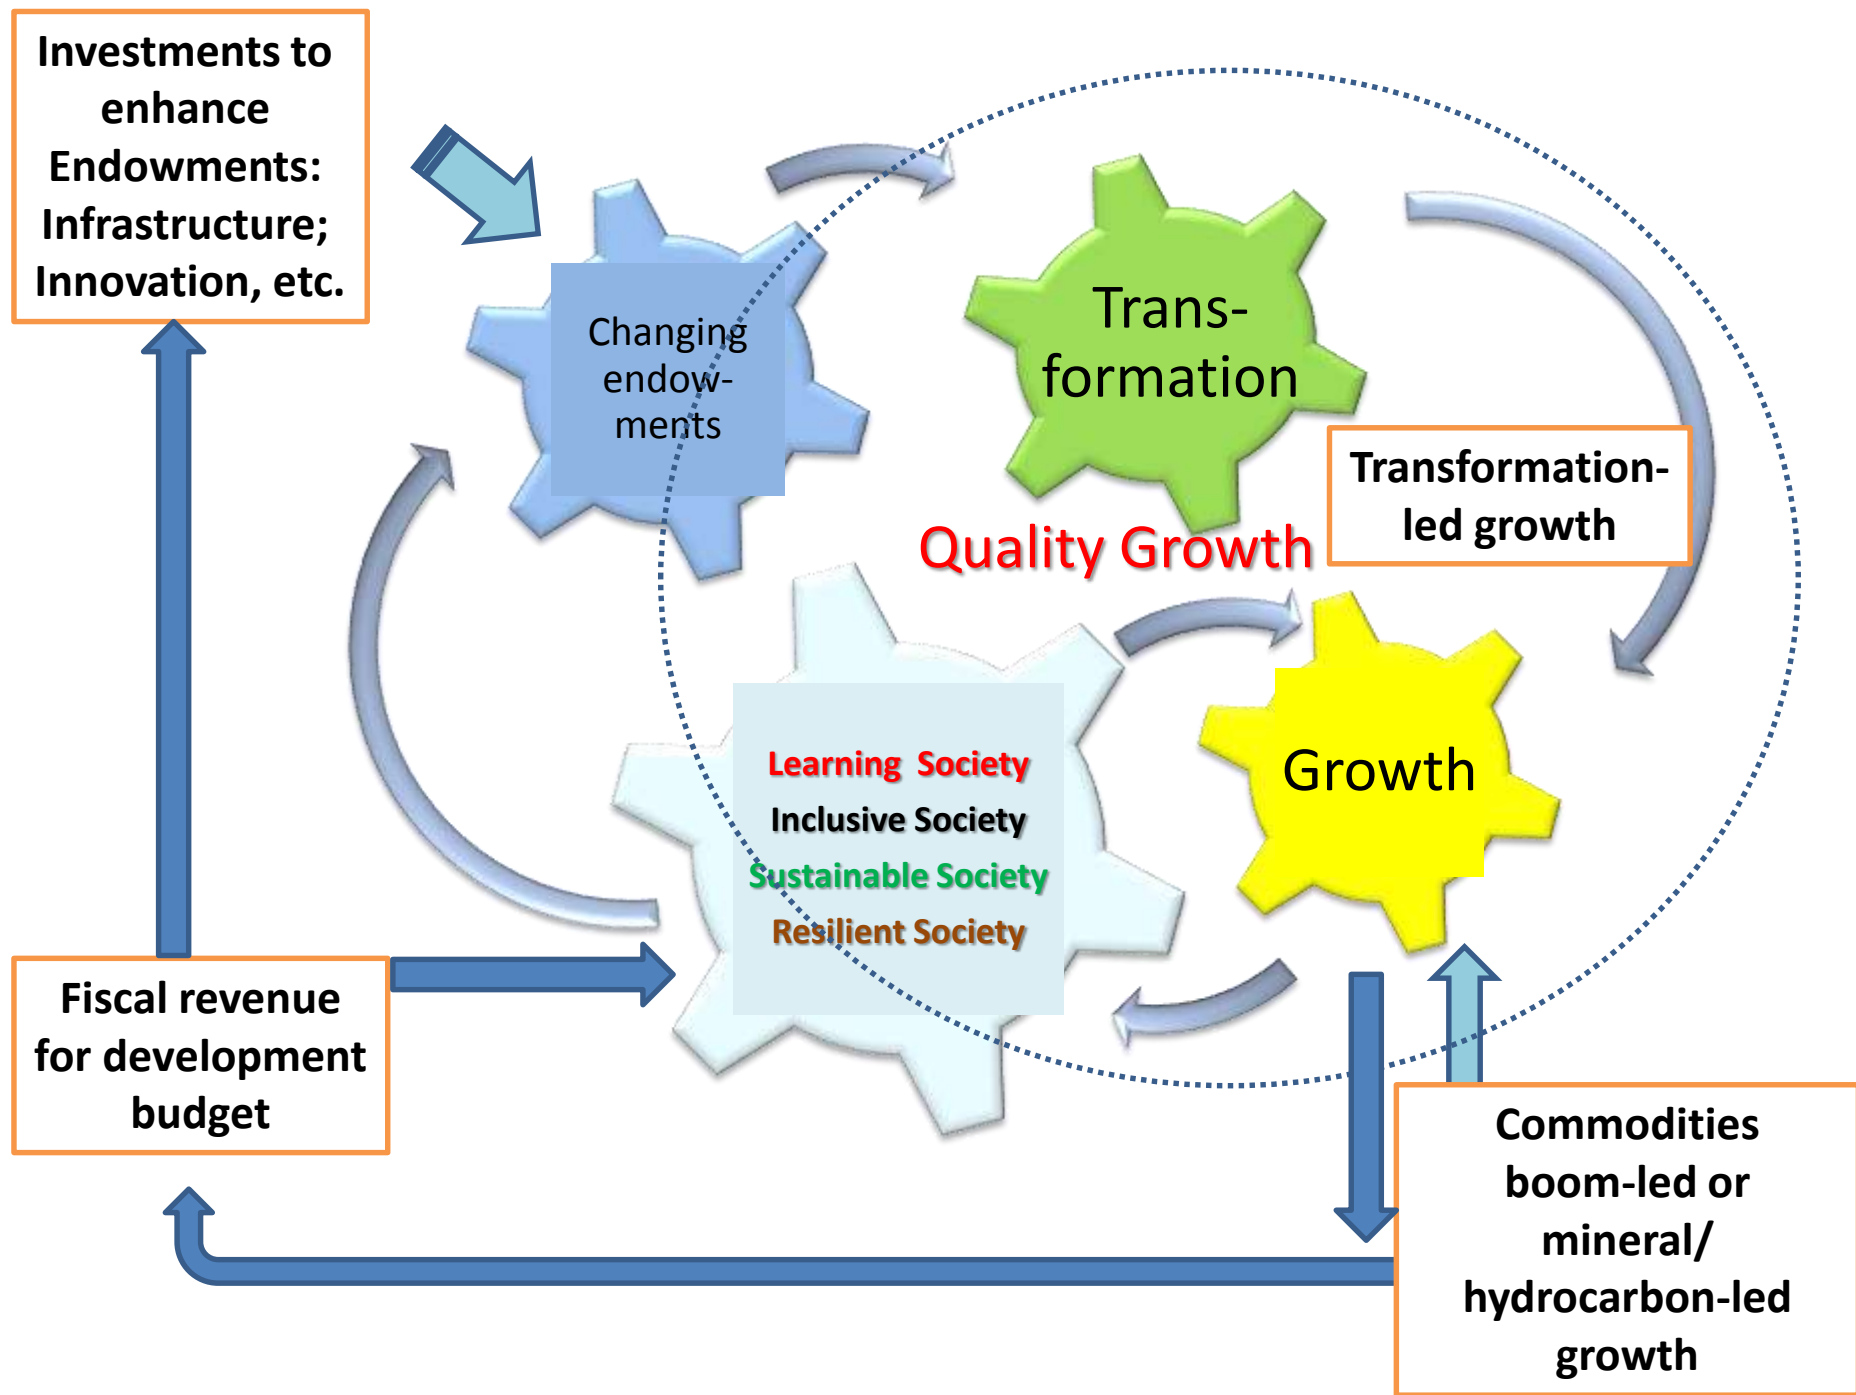 Investments to
enhance
Endowments:
Infrastructure;
Innovation, etc.
Changing
endow-
ments
Trans-
formation
Transformation-
led growth
Quality Growth
Learning Society
Inclusive Society
Sustainable Society
Resilient Society
Growth
Fiscal revenue
for development
budget
Commodities
boom-led or
mineral/
hydrocarbon-led
growth